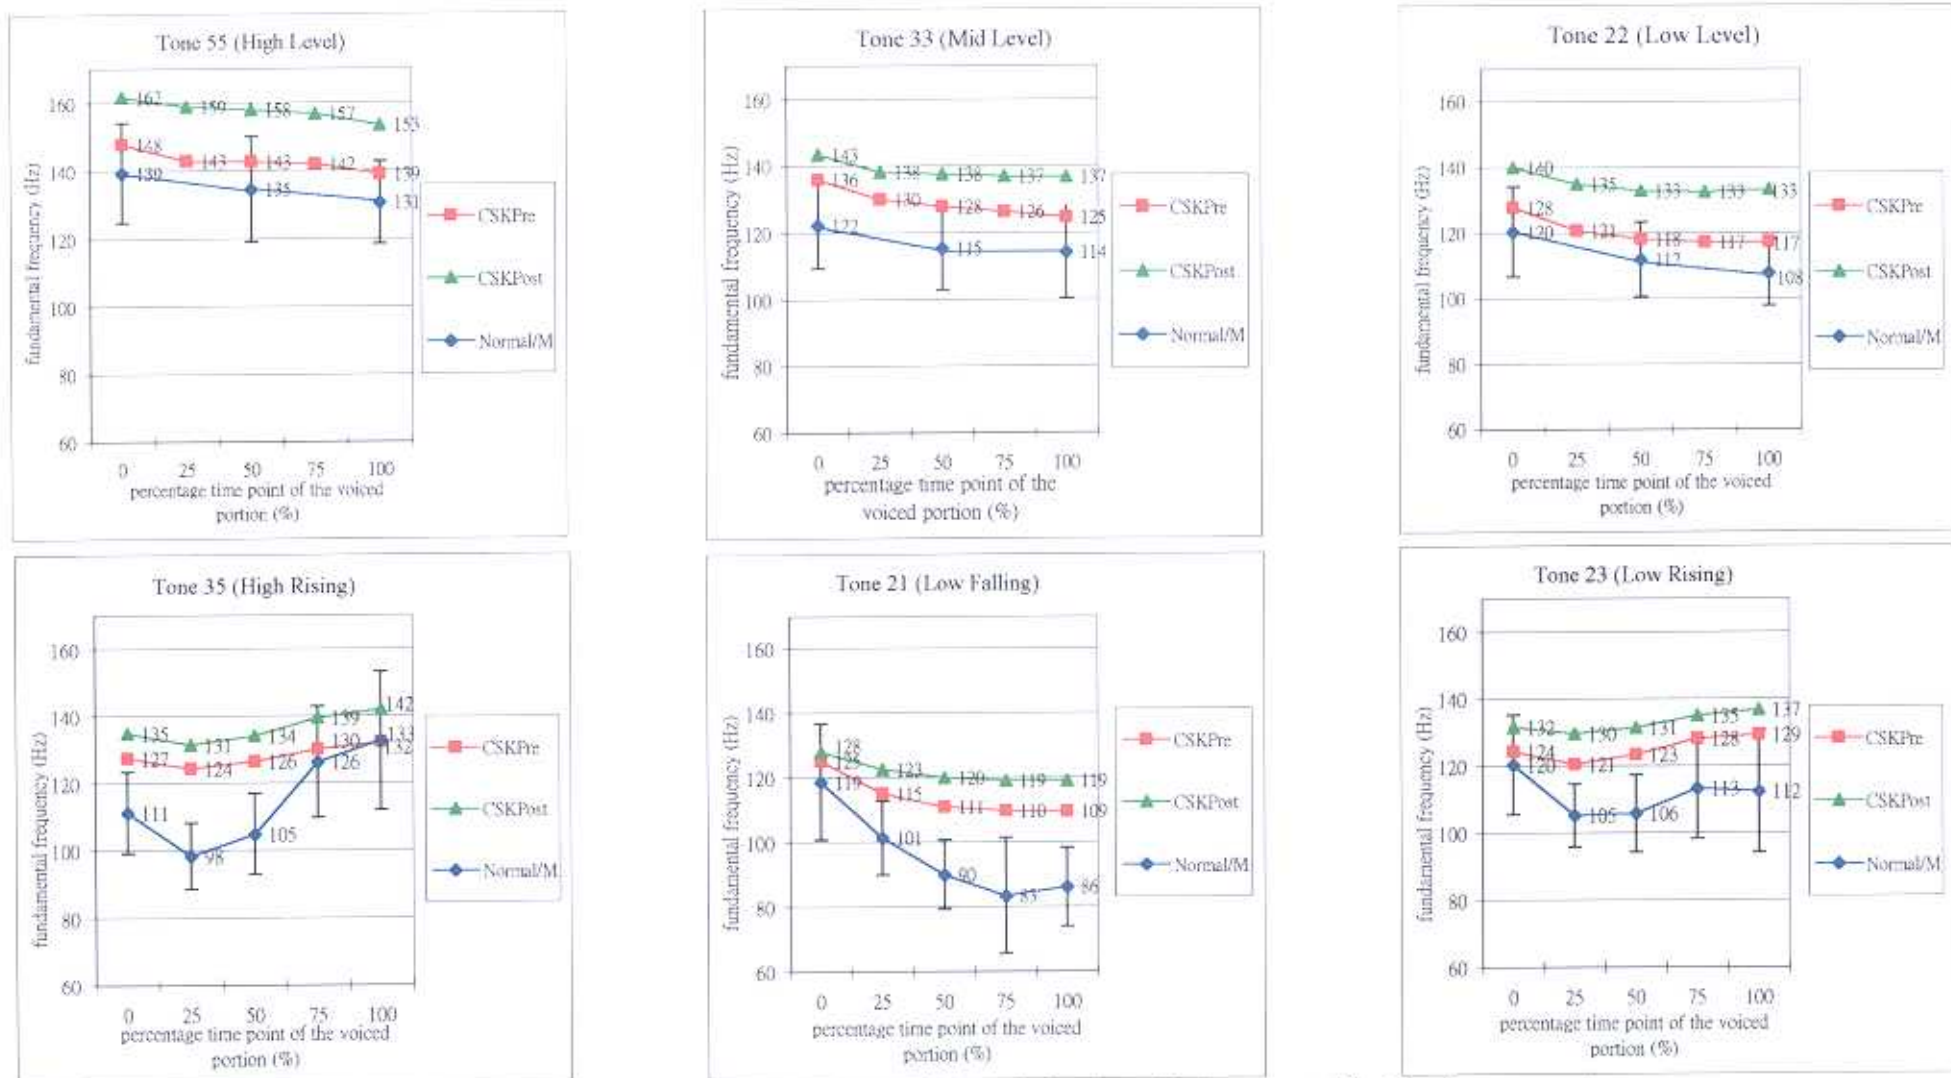 Tone 55 (High Level)
fundamental frequency (Hz)
160
140
120
100
80
60
162
159
158
157
153
148
143
143
142
139
139
135
131
0 25 50 75 100
percentage time point of the voiced
portion (%)
CSKPre
CSKPost
Normal/M
Tone 33 (Mid Level)
fundamental frequency (Hz)
160
140
120
100
80
60
143
138
138
137
137
136
130
128
126
125
122
115
114
0 25 50 75 100
percentage time point of the
voiced portion (%)
CSKPre
CSKPost
Normal/M
Tone 22 (Low Level)
fundamental frequency (Hz)
160
140
120
100
80
60
140
135
133
133
133
128
121
118
117
117
120
112
108
0 25 50 75 100
percentage time point of the voiced
portion (%)
CSKPre
CSKPost
Normal/M
Tone 35 (High Rising)
fundamental frequency (Hz)
160
140
120
100
80
60
135
131
134
139
142
127
124
126
130
132
111
98
105
126
133
0 25 50 75 100
percentage time point of the voiced
portion (%)
CSKPre
CSKPost
Normal/M
Tone 21 (Low Falling)
fundamental frequency (Hz)
160
140
120
100
80
60
128
123
120
119
119
125
115
111
110
109
119
101
90
83
86
0 25 50 75 100
percentage time point of the voiced
portion (%)
CSKPre
CSKPost
Normal/M
Tone 23 (Low Rising)
fundamental frequency (Hz)
160
140
120
100
80
60
132
130
131
135
137
124
121
123
128
129
120
105
106
113
112
0 25 50 75 100
percentage time point of the voiced
portion (%)
CSKPre
CSKPost
Normal/M